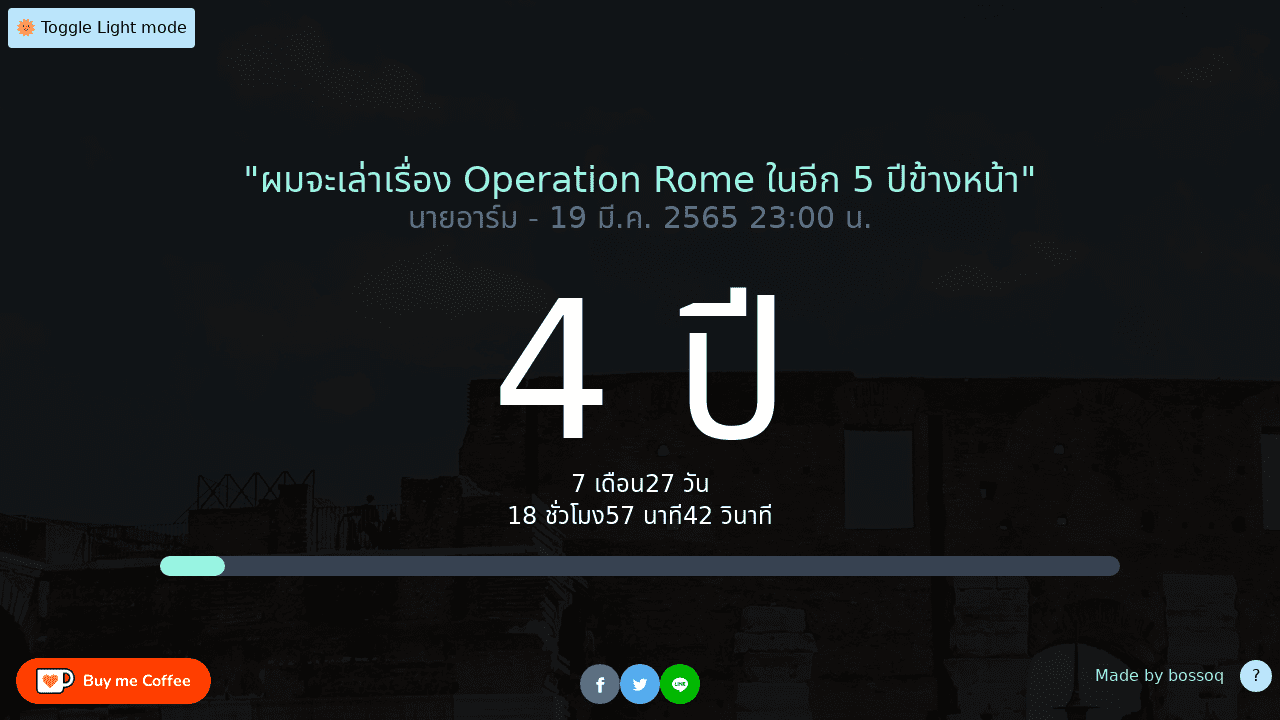 🌞 Toggle Light mode
"ผมจะเล่าเรื่อง Operation Rome ในอีก 5 ปีข้างหน้า"
นายอาร์ม - 19 มี.ค. 2565 23:00 น.
4 ปี
7 เดือน27 วัน
18 ชั่วโมง57 นาที42 วินาที
Buy me Coffee
LINE
Made by bossoq
?